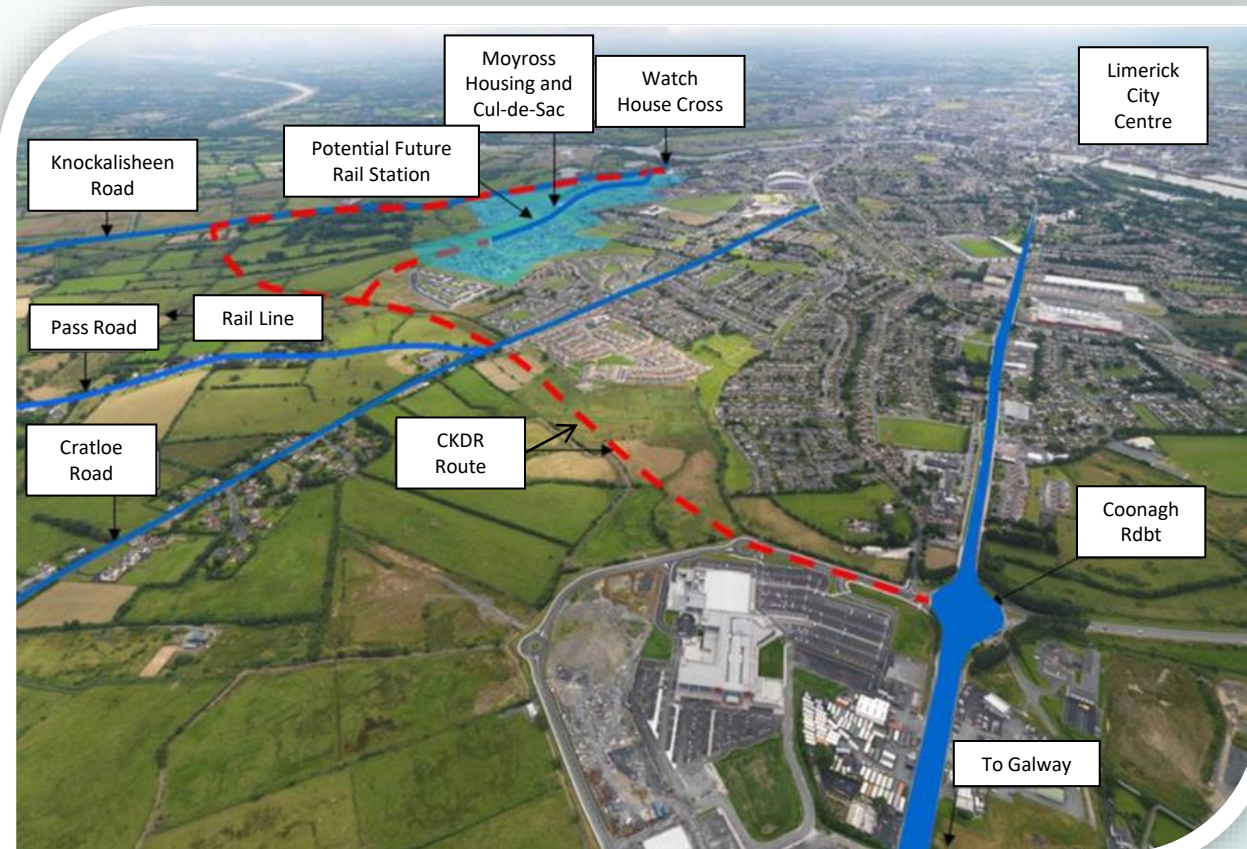 Moyross
Housing and
Cul-de-Sac
Watch
House Cross
Limerick
City
Centre
Potential Future
Rail Station
Knockalisheen
Road
Pass Road
Rail Line
Cratloe
Road
CKDR
Route
Coonagh
Rdbt
To Galway